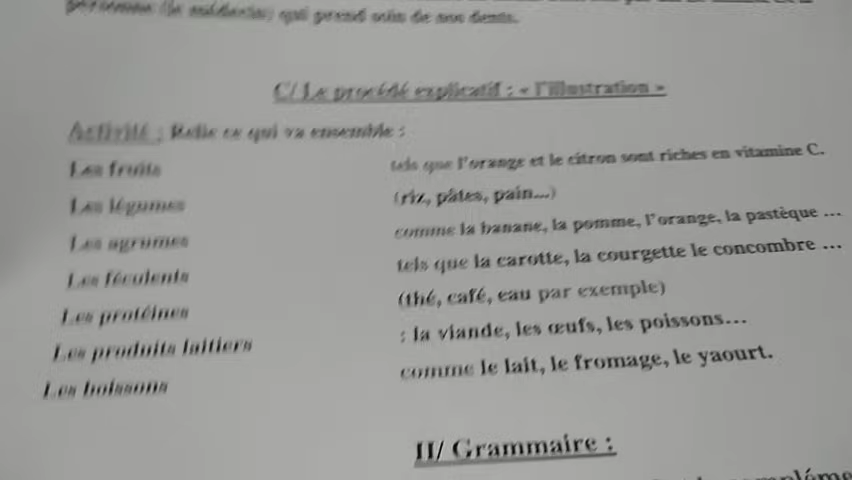 qui prend soin de ses dents.
C/ Le procédé explicatif : « l'illustration »
Activité : Relie ce qui va ensemble :
Les fruits
tels que l'orange et le citron sont riches en vitamine C.
Les légumes
(riz, pâtes, pain...)
Les agrumes
comme la banane, la pomme, l'orange, la pastèque ...
Les féculents
tels que la carotte, la courgette le concombre ...
Les protéines
(thé, café, eau par exemple)
Les produits laitiers
: la viande, les œufs, les poissons...
Les boissons
comme le lait, le fromage, le yaourt.
II/ Grammaire :